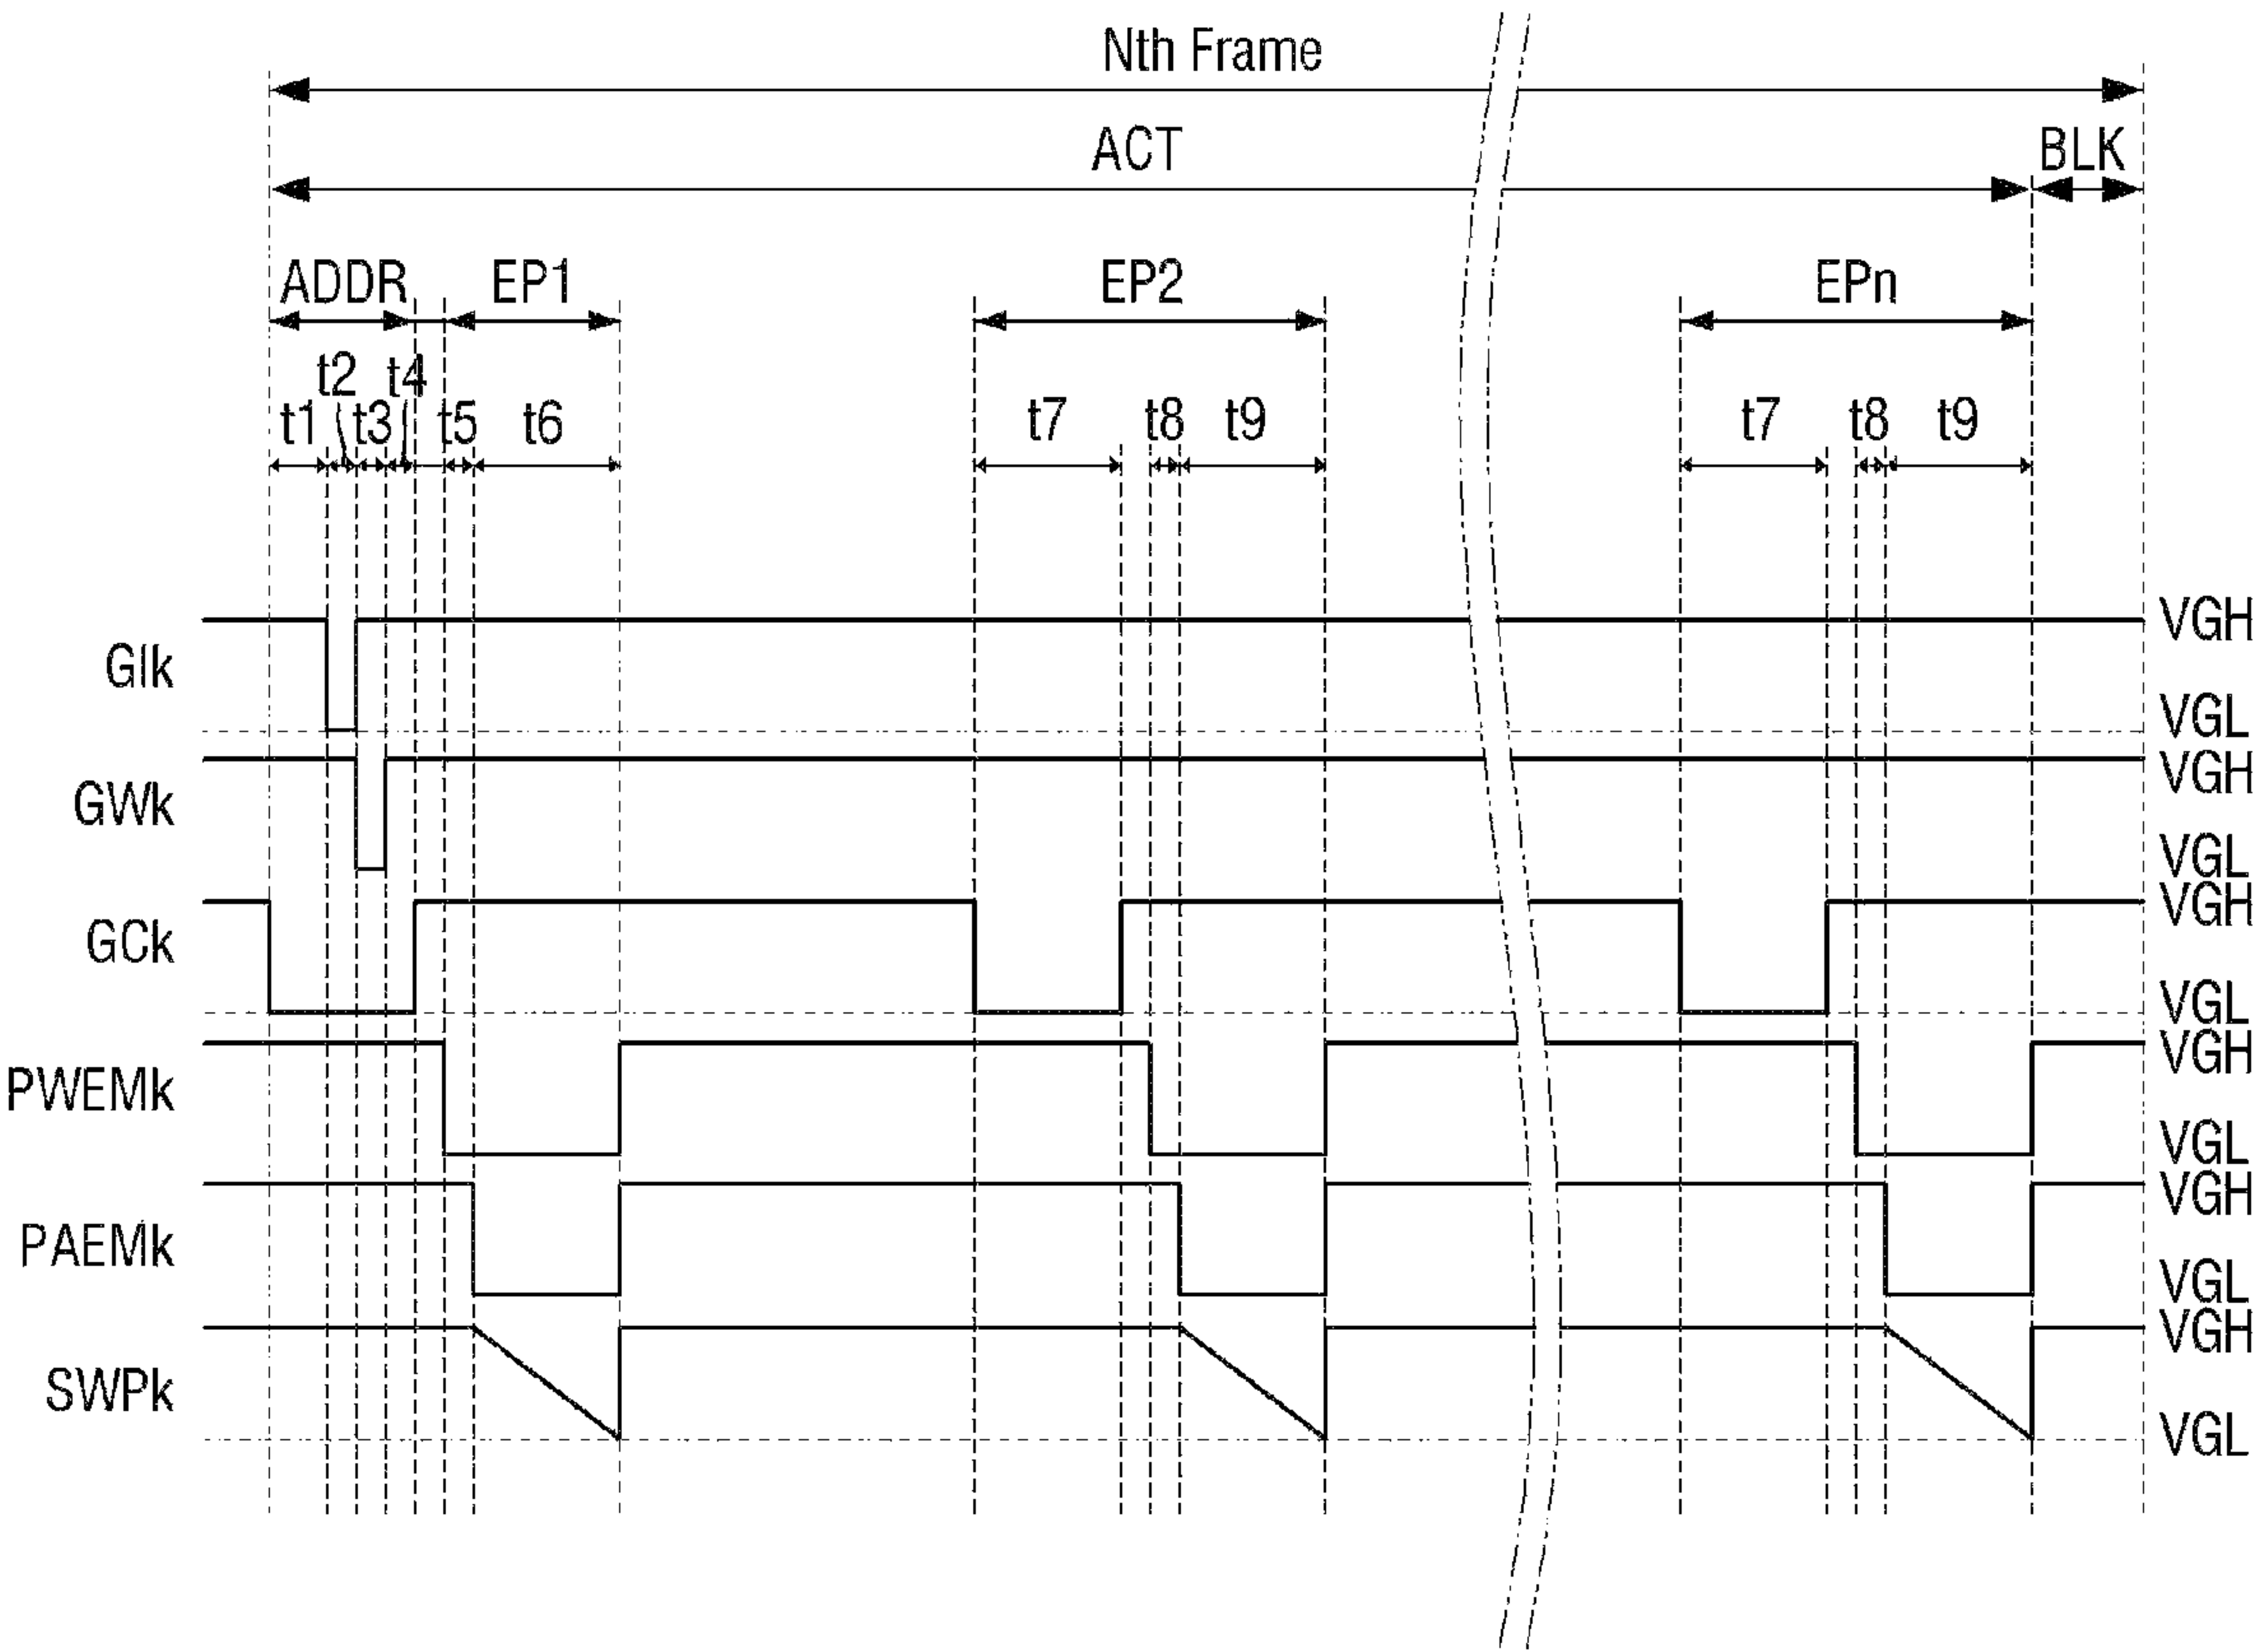 Nth Frame
ACT BLK
ADDR EP1 EP2 EPn
t2 t4
t1 t3 t5 t6 t7 t8 t9 t7 t8 t9
VGH
GIk
VGL
VGH
GWk
VGL
VGH
GCk
VGL
VGH
PWEMk
VGL
VGH
PAEMk
VGL
VGH
SWPk
VGL